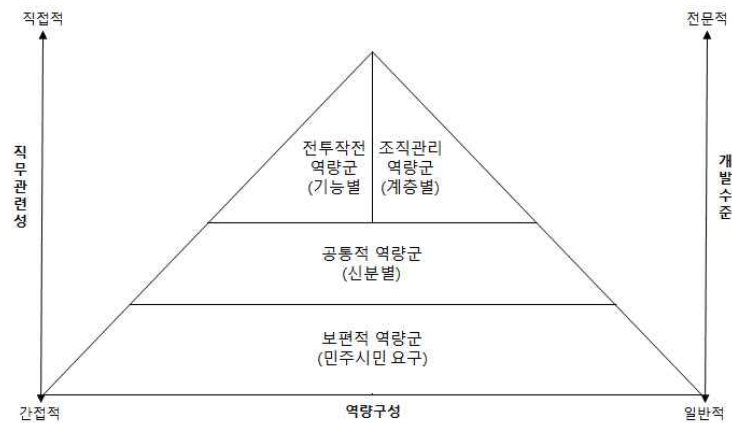 직접적
전문적
직무관련성
개발수준
전투작전
역량군
(기능별)
조직관리
역량군
(계층별)
공통적 역량군
(신분별)
보편적 역량군
(민주시민 요구)
간접적
역량구성
일반적